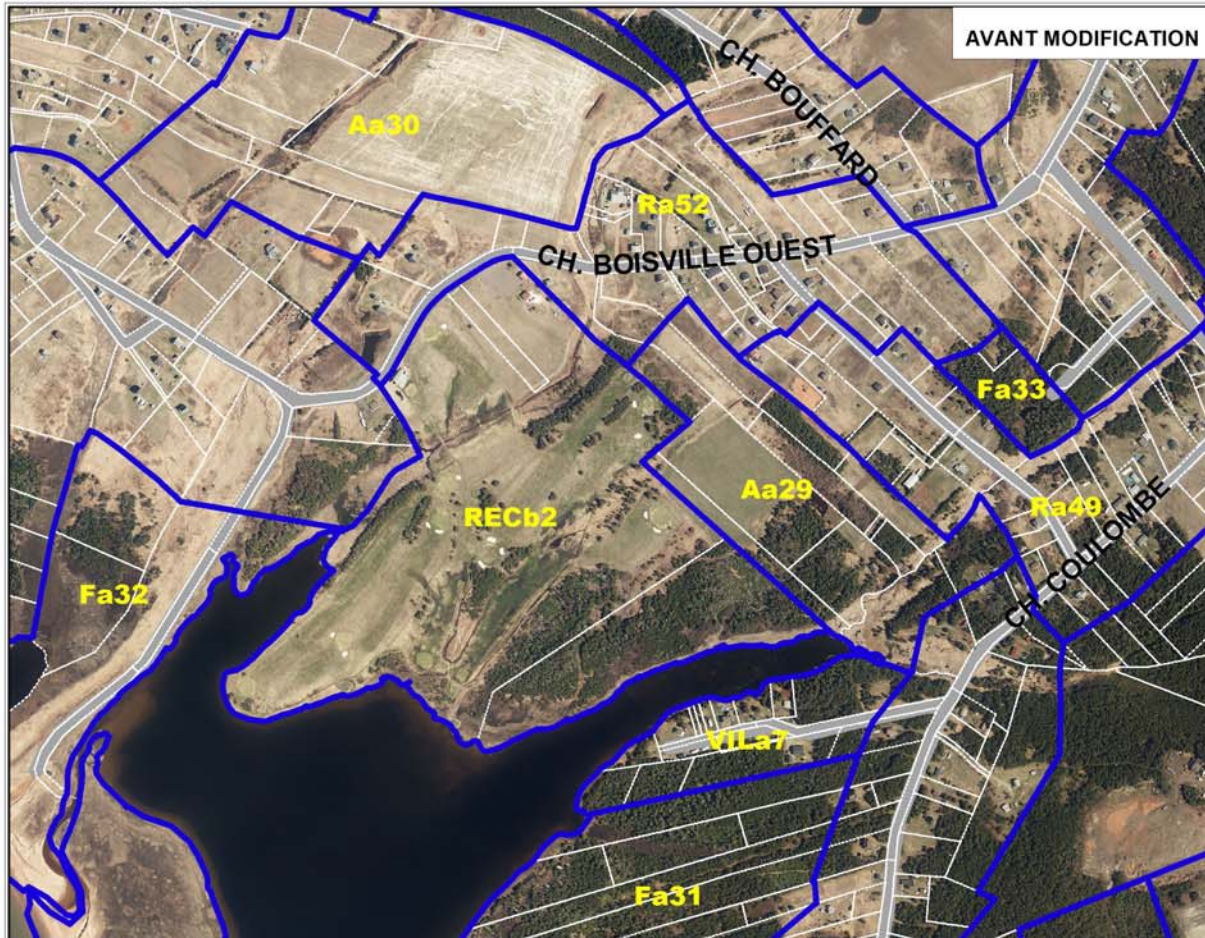 AVANT MODIFICATION
CH. BOUFFARD
Aa30
Ra52
CH. BOISVILLE OUEST
Fa33
Aa29
RECb2
Ra49
CH. COULOMBE
Fa32
VILa7
Fa31